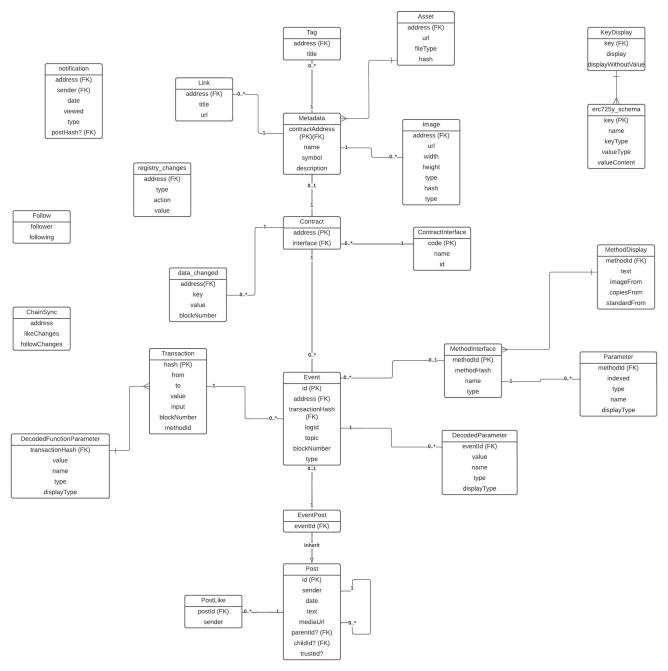 Tag
address (FK)
title
Asset
address (FK)
url
fileType
hash
KeyDisplay
key (FK)
display
displayWithoutValue
notification
address (FK)
sender (FK)
date
viewed
type
postHash? (FK)
Link
address (FK)
title
url
0..*
0..*
1
1
Metadata
contractAddress
(PK)(FK)
name
symbol
description
1
0..*
Image
address (FK)
url
width
height
type
hash
type
erc725y_schema
key (PK)
name
keyType
valueType
valueContent
registry_changes
address (FK)
type
action
value
0..1
1
Follow
follower
following
Contract
address (PK)
interface (FK)
1
0..*
1
1
ContractInterface
code (PK)
name
id
MethodDisplay
methodId (FK)
text
imageFrom
copiesFrom
standardFrom
data_changed
address(FK)
key
value
blockNumber
0..*
ChainSync
address
likeChanges
followChanges
Transaction
hash (PK)
from
to
value
input
blockNumber
methodId
1
0..*
0..*
Event
id (PK)
address (FK)
transactionHash
(FK)
logId
topic
blockNumber
type
0..*
0..1
MethodInterface
methodId (PK)
methodHash
name
type
1
0..*
Parameter
methodId (FK)
indexed
type
name
displayType
1
0..*
DecodedFunctionParameter
transactionHash (FK)
value
name
type
displayType
DecodedParameter
eventId (FK)
value
name
type
displayType
0..1
1
EventPost
eventId (FK)
inherit
Post
id (PK)
sender
date
text
mediaUrl
parentId? (FK)
childId? (FK)
trusted?
1
0..*
PostLike
postId (FK)
sender
0..*
1